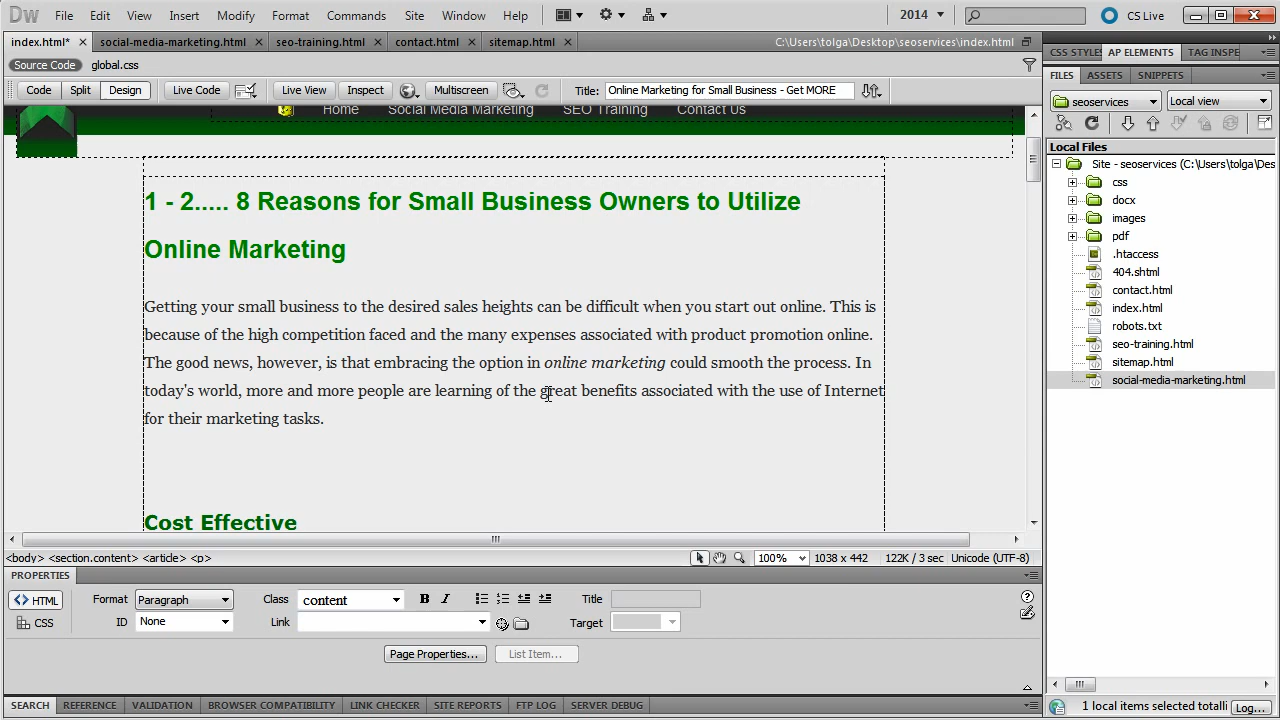 Dw File Edit View Insert Modify Format Commands Site Window Help 2014 CS Live
index.html* social-media-marketing.html seo-training.html contact.html sitemap.html C:\Users\tolga\Desktop\seoservices\index.html
CSS STYLES AP ELEMENTS TAG INSPE
Source Code global.css
FILES ASSETS SNIPPETS
Code Split Design Live Code Live View Inspect Multiscreen Title: Online Marketing for Small Business - Get MORE
seoservices Local view
Home Social Media Marketing SEO Training Contact Us
Local Files
Site - seoservices (C:\Users\tolga\Des
css
docx
images
pdf
.htaccess
404.shtml
contact.html
index.html
robots.txt
seo-training.html
sitemap.html
social-media-marketing.html
1 - 2..... 8 Reasons for Small Business Owners to Utilize
Online Marketing
Getting your small business to the desired sales heights can be difficult when you start out online. This is
because of the high competition faced and the many expenses associated with product promotion online.
The good news, however, is that embracing the option in online marketing could smooth the process. In
today's world, more and more people are learning of the great benefits associated with the use of Internet
for their marketing tasks.
Cost Effective
<body> <section.content> <article> <p> 100% 1038 x 442 122K / 3 sec Unicode (UTF-8)
PROPERTIES
<> HTML Format Paragraph Class content B I Title
CSS ID None Link Target
Page Properties... List Item...
SEARCH REFERENCE VALIDATION BROWSER COMPATIBILITY LINK CHECKER SITE REPORTS FTP LOG SERVER DEBUG
1 local items selected totalli Log...